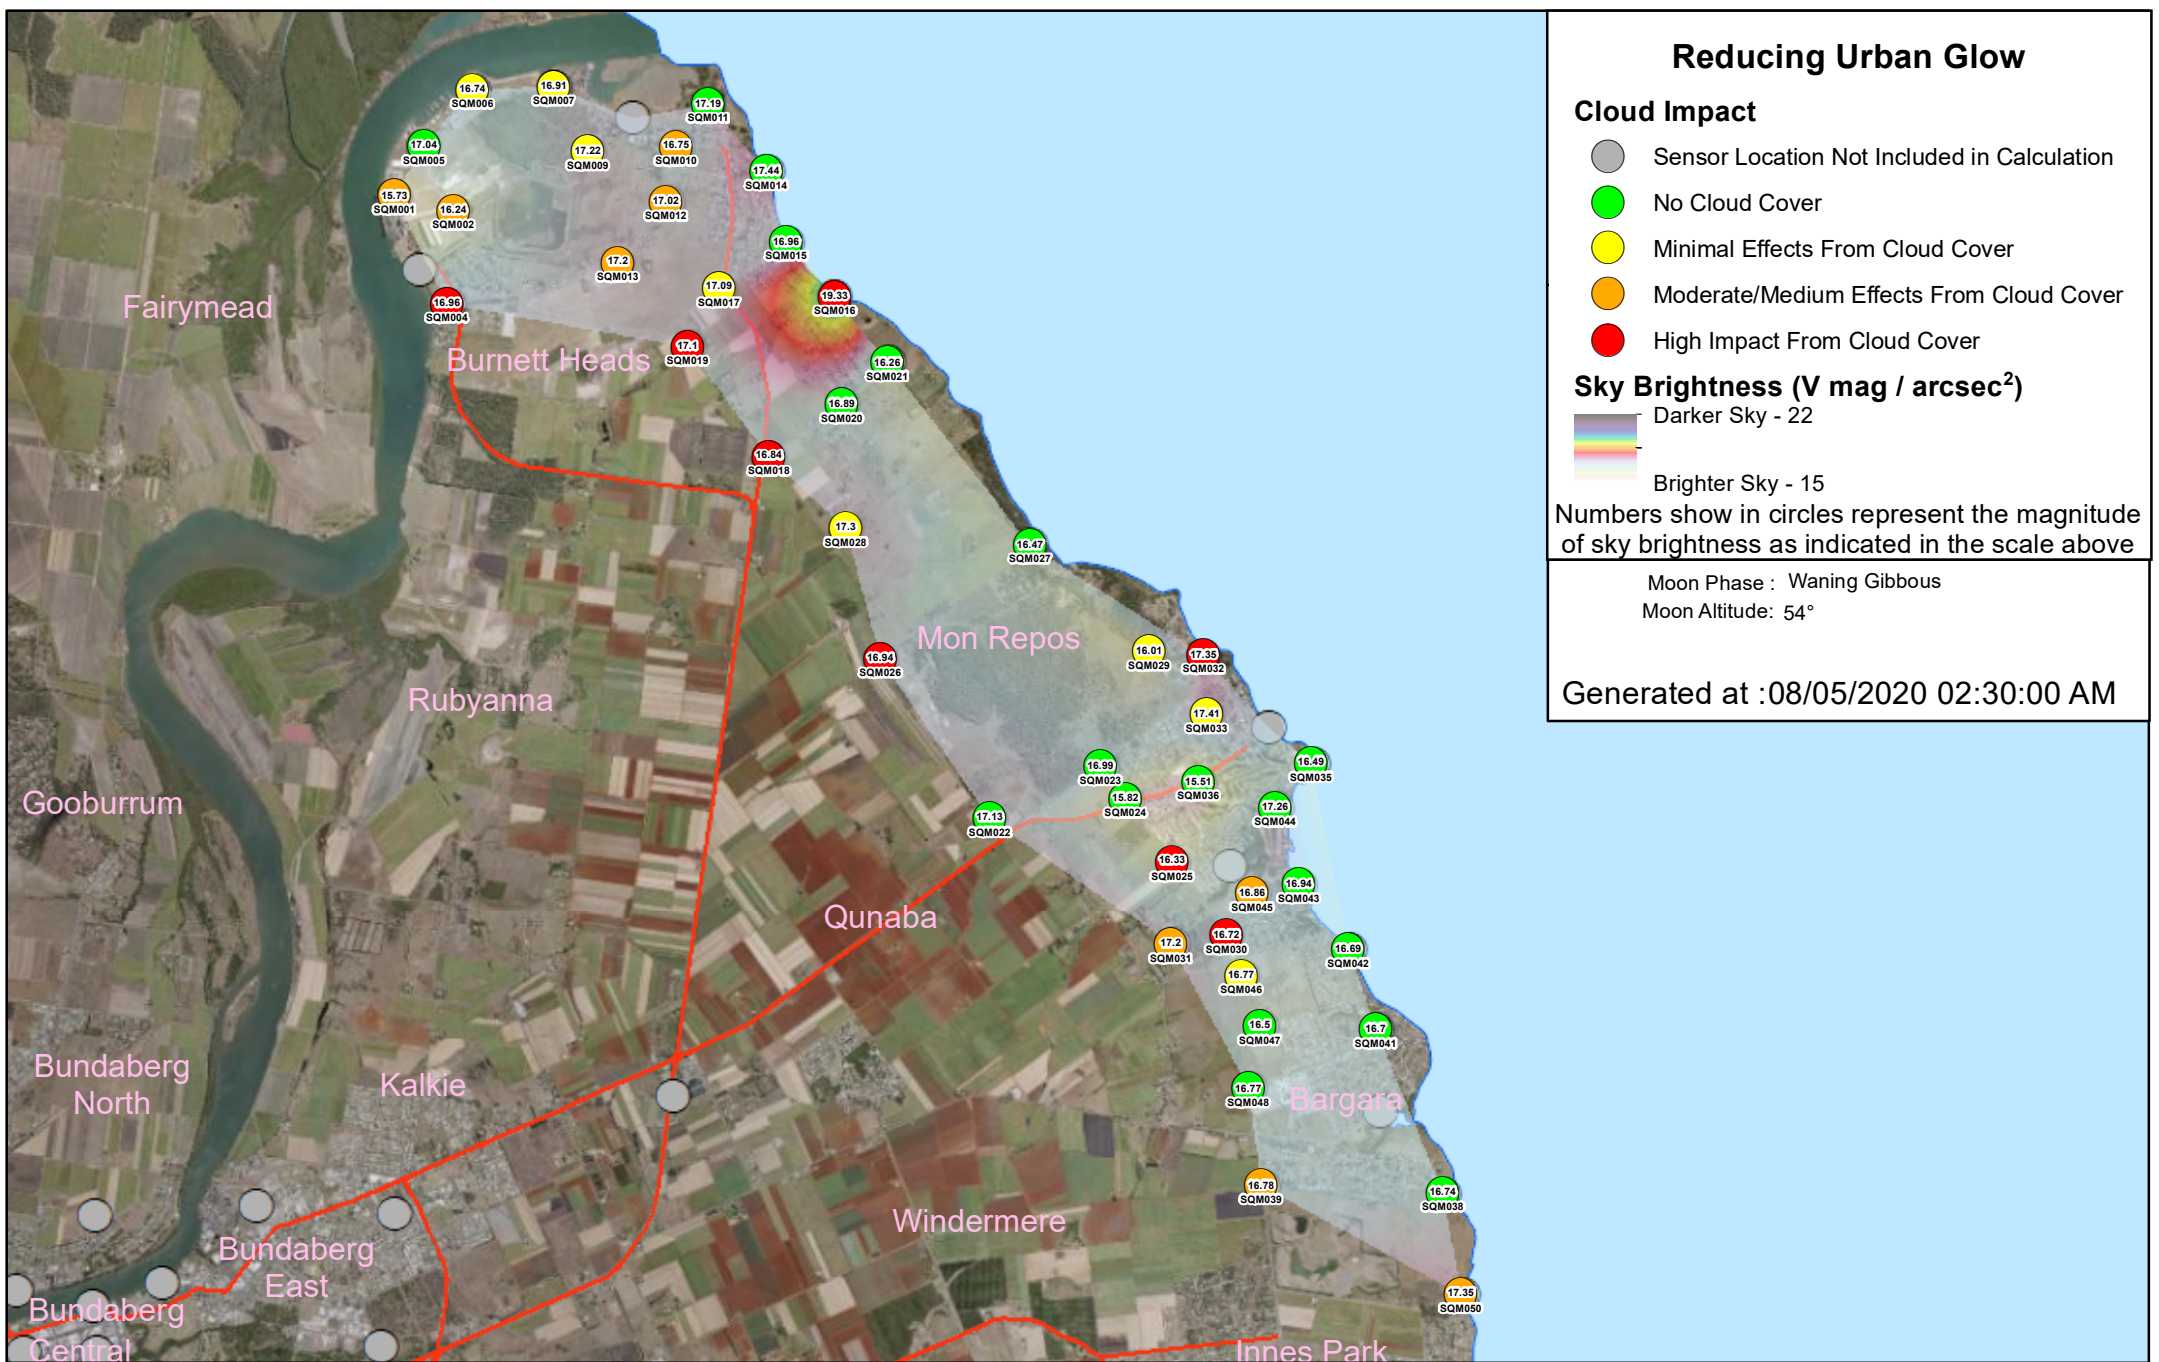 Reducing Urban Glow
Cloud Impact
Sensor Location Not Included in Calculation
No Cloud Cover
Minimal Effects From Cloud Cover
Moderate/Medium Effects From Cloud Cover
High Impact From Cloud Cover
Sky Brightness (V mag / arcsec²)
Darker Sky - 22
Brighter Sky - 15
Numbers show in circles represent the magnitude
of sky brightness as indicated in the scale above
Moon Phase : Waning Gibbous
Moon Altitude: 54°
Generated at :08/05/2020 02:30:00 AM
16.74
SQM006
16.91
SQM007
17.19
SQM011
17.04
SQM005
17.22
SQM009
16.75
SQM010
17.44
SQM014
15.73
SQM001
16.24
SQM002
17.02
SQM012
16.96
SQM015
17.2
SQM013
17.09
SQM017
19.33
SQM016
16.96
SQM004
Fairymead
17.1
SQM019
Burnett Heads
16.26
SQM021
16.89
SQM020
16.84
SQM018
17.3
SQM028
16.47
SQM027
Mon Repos
16.94
SQM026
16.01
SQM029
17.35
SQM032
Rubyanna
17.41
SQM033
16.99
SQM023
15.82
SQM024
15.51
SQM036
16.49
SQM035
Gooburrum
17.13
SQM022
17.26
SQM044
16.33
SQM025
16.86
SQM045
16.94
SQM043
Qunaba
17.2
SQM031
16.72
SQM030
16.69
SQM042
16.77
SQM046
16.5
SQM047
16.7
SQM041
Bundaberg
North
Kalkie
16.77
SQM048
Bargara
16.78
SQM039
16.74
SQM038
Windermere
Bundaberg
East
17.35
SQM050
Bundaberg
Central
Innes Park